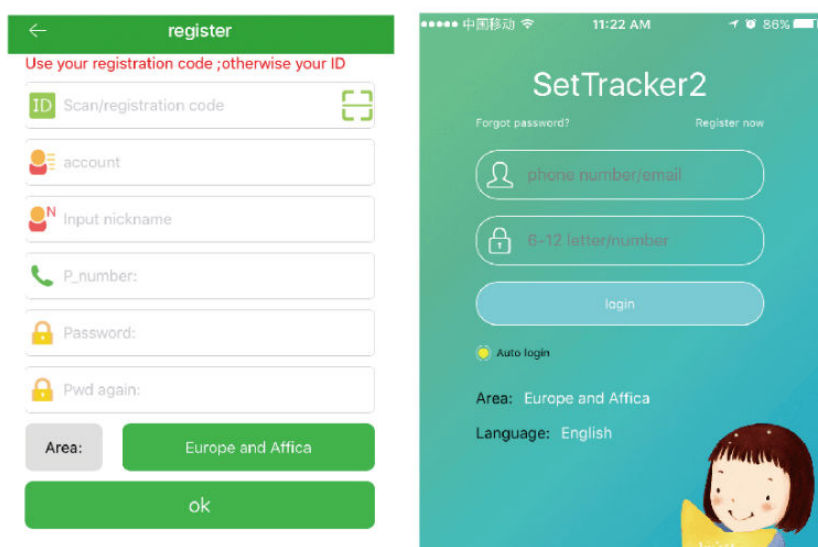 register
Use your registration code ;otherwise your ID
ID Scan/registration code
account
N Input nickname
P_number:
Password:
Pwd again:
Area: Europe and Affica
ok
中国移动 11:22 AM 86%
SetTracker2
Forgot password? Register now
phone number/email
6-12 letter/number
login
Auto login
Area: Europe and Affica
Language: English